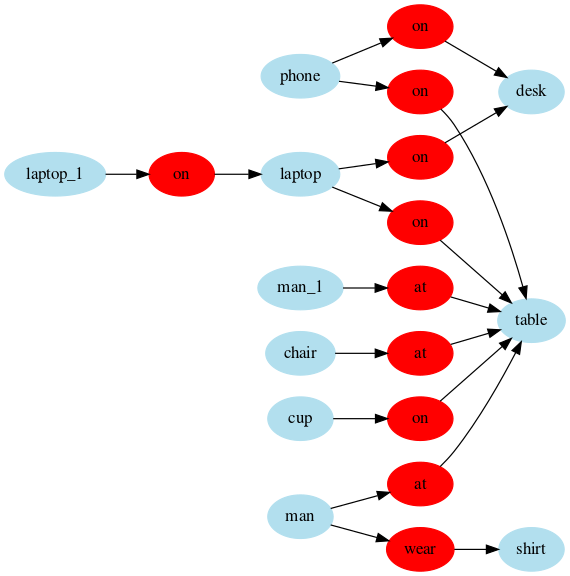 on
phone
on
desk
on
laptop_1
on
laptop
on
man_1
at
table
chair
at
cup
on
at
man
wear
shirt